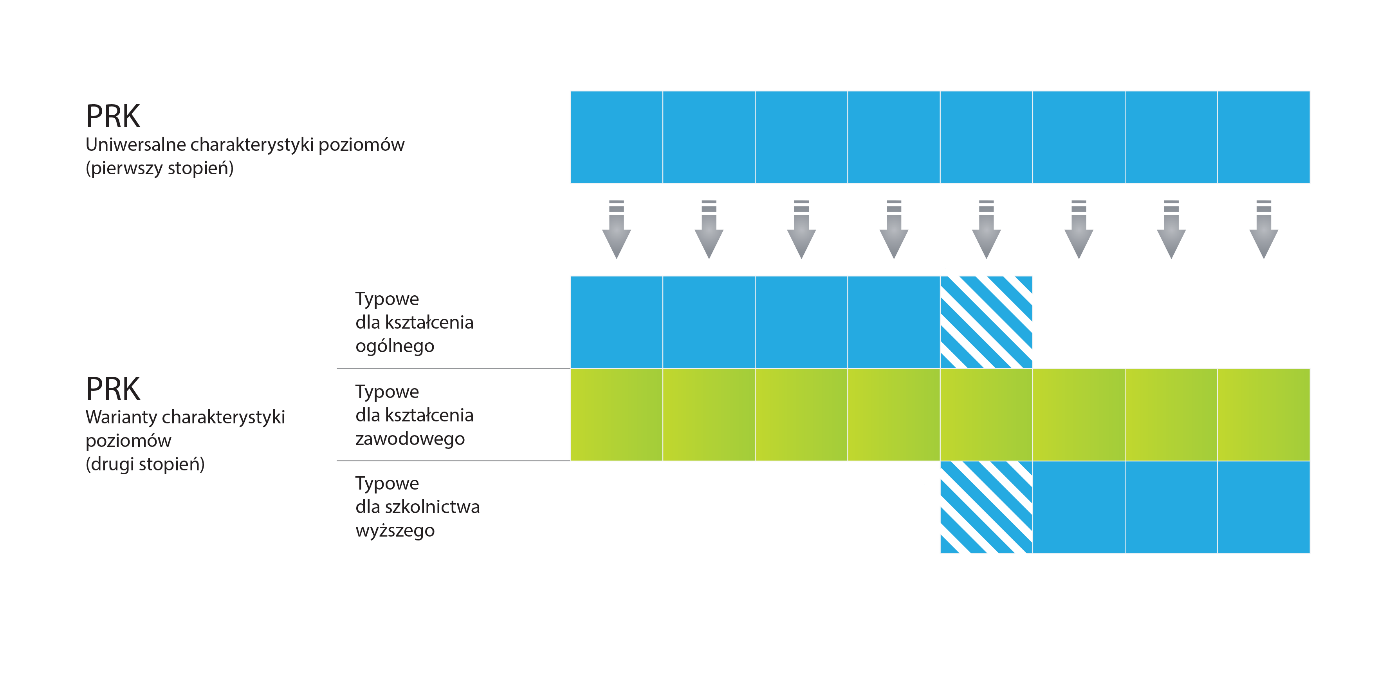 PRK
Uniwersalne charakterystyki poziomów
(pierwszy stopień)
Typowe
dla kształcenia
ogólnego
PRK
Warianty charakterystyki
poziomów
(drugi stopień)
Typowe
dla kształcenia
zawodowego
Typowe
dla szkolnictwa
wyższego